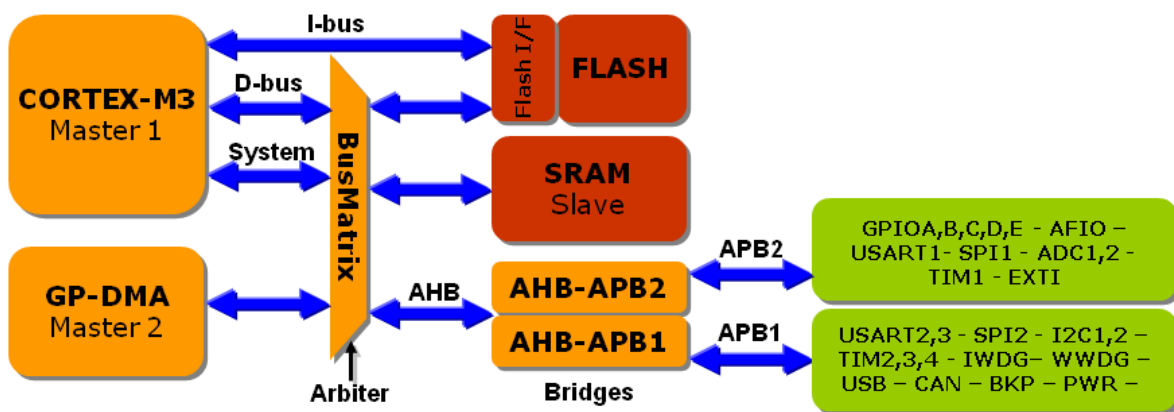 I-bus
CORTEX-M3
Master 1
D-bus
System
BusMatrix
Flash I/F
FLASH
SRAM
Slave
GP-DMA
Master 2
AHB
AHB-APB2
AHB-APB1
APB2
APB1
GPIOA,B,C,D,E - AFIO –
USART1- SPI1 - ADC1,2 -
TIM1 - EXTI
USART2,3 - SPI2 - I2C1,2 –
TIM2,3,4 - IWDG– WWDG –
USB – CAN – BKP – PWR –
Arbiter
Bridges